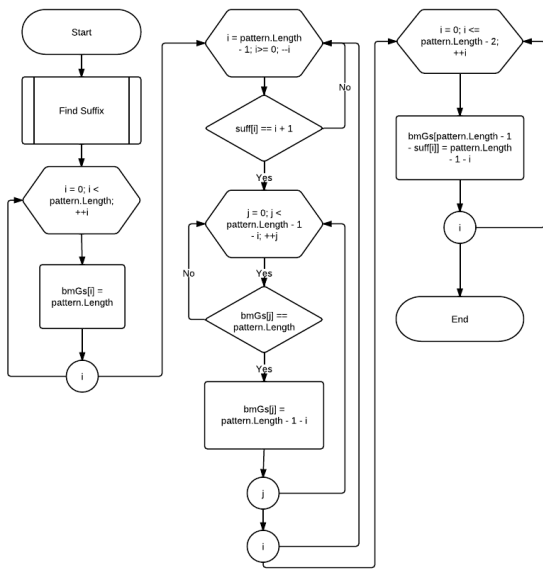 Start
Find Suffix
i = 0; i <
pattern.Length;
++i
bmGs[i] =
pattern.Length
i
i = pattern.Length
- 1; i>= 0; --i
No
suff[i] == i + 1
Yes
j = 0; j <
pattern.Length - 1
- i; ++j
No
Yes
bmGs[j] ==
pattern.Length
Yes
bmGs[j] =
pattern.Length - 1 - i
j
i
i = 0; i <=
pattern.Length - 2;
++i
bmGs[pattern.Length - 1
- suff[i]] = pattern.Length
- 1 - i
i
End